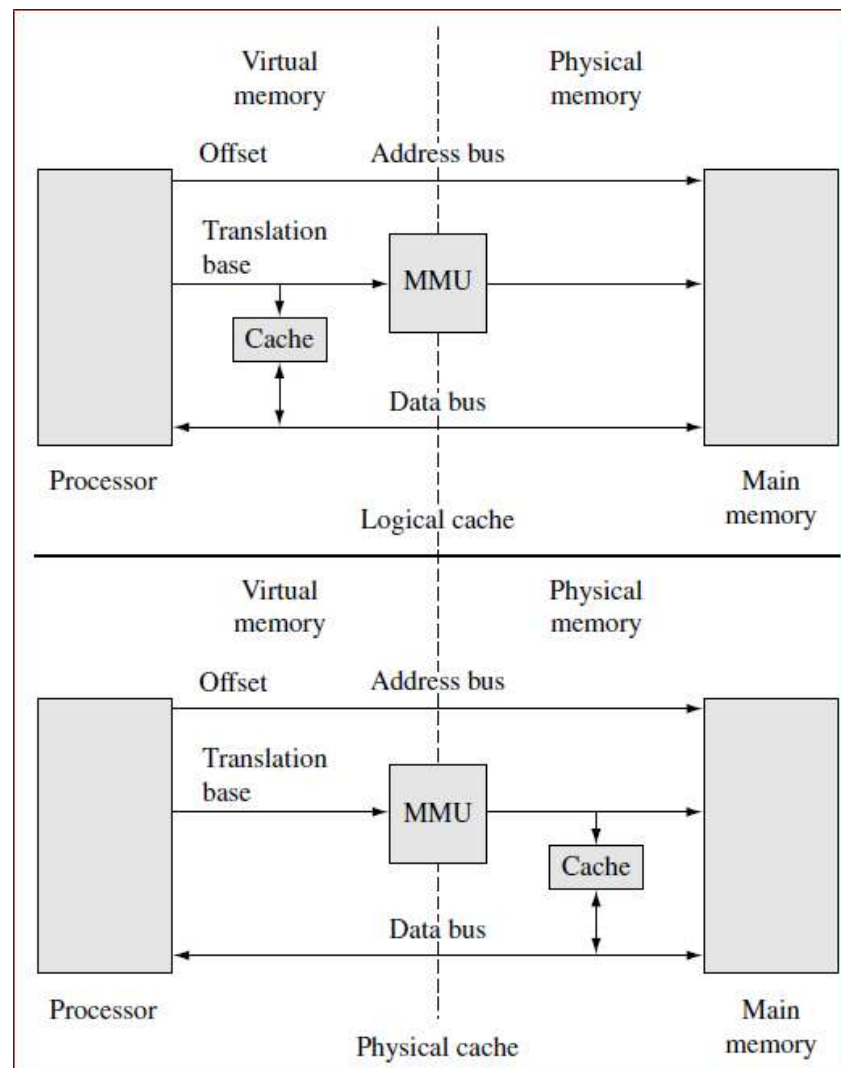 Virtual memory
Physical memory
Offset
Address bus
Translation base
MMU
Cache
Data bus
Processor
Main memory
Logical cache
Virtual memory
Physical memory
Offset
Address bus
Translation base
MMU
Cache
Data bus
Processor
Main memory
Physical cache